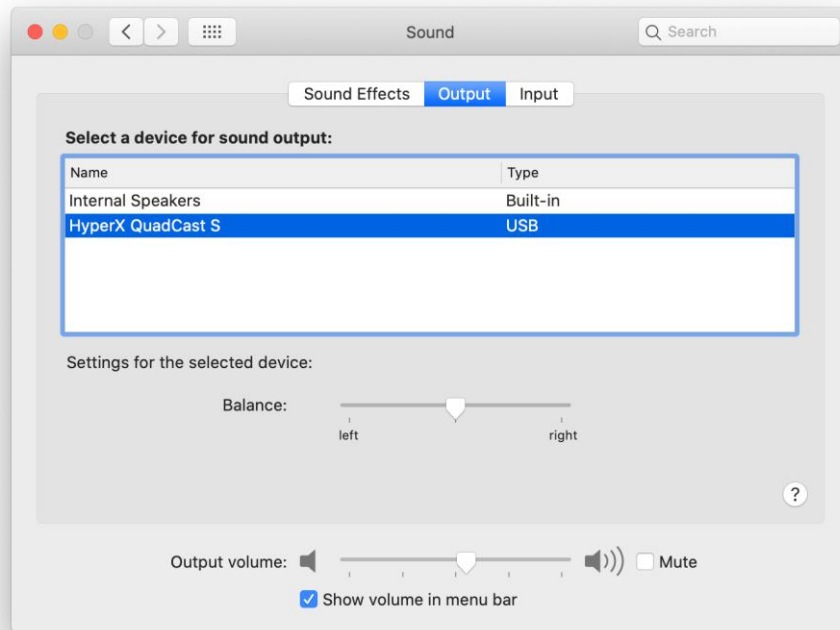 Sound
Search
Sound Effects Output Input
Select a device for sound output:
Name Type
Internal Speakers Built-in
HyperX QuadCast S USB
Settings for the selected device:
Balance:
left right
?
Output volume: Mute
Show volume in menu bar